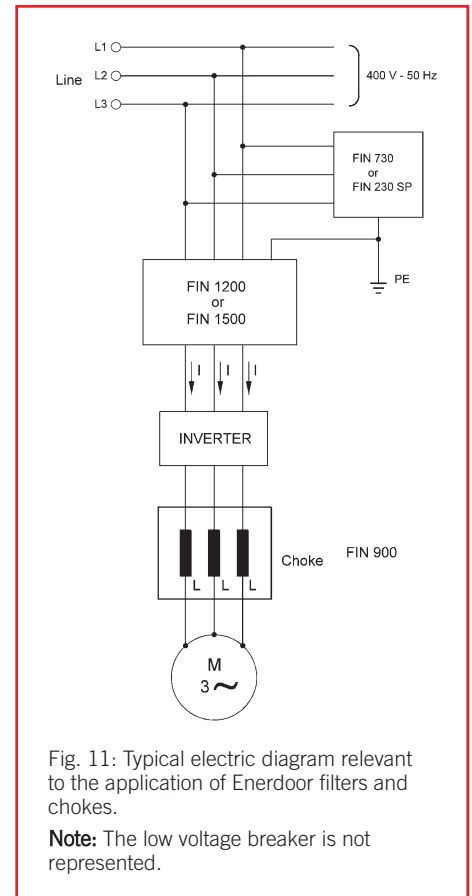 L1
400 V - 50 Hz
Line L2
L3
FIN 730
or
FIN 230 SP
PE
FIN 1200
or
FIN 1500
I I I
INVERTER
Choke FIN 900
L L L
M
3~
Fig. 11: Typical electric diagram relevant
to the application of Enerdoor filters and
chokes.
Note: The low voltage breaker is not
represented.